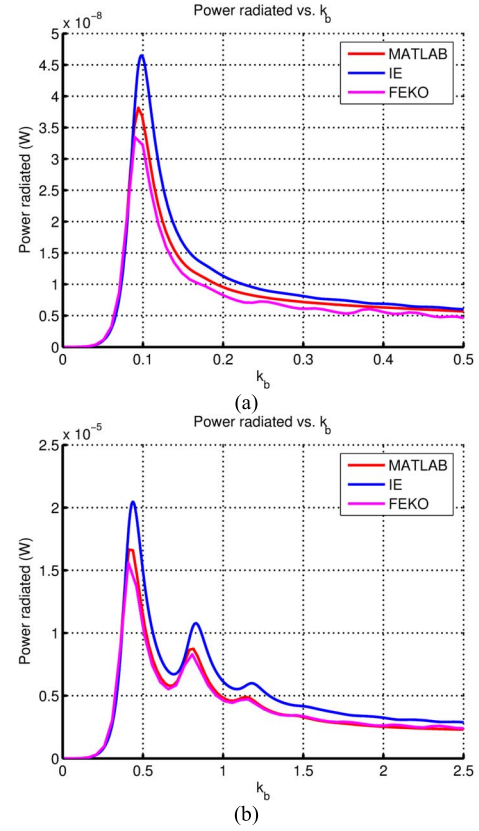 Power radiated vs. k_b
x 10^-8
5
4.5
4
3.5
3
2.5
2
1.5
1
0.5
0
Power radiated (W)
MATLAB
IE
FEKO
0 0.1 0.2 0.3 0.4 0.5
k_b
(a)
Power radiated vs. k_b
x 10^-5
2.5
2
1.5
1
0.5
0
Power radiated (W)
MATLAB
IE
FEKO
0 0.5 1 1.5 2 2.5
k_b
(b)